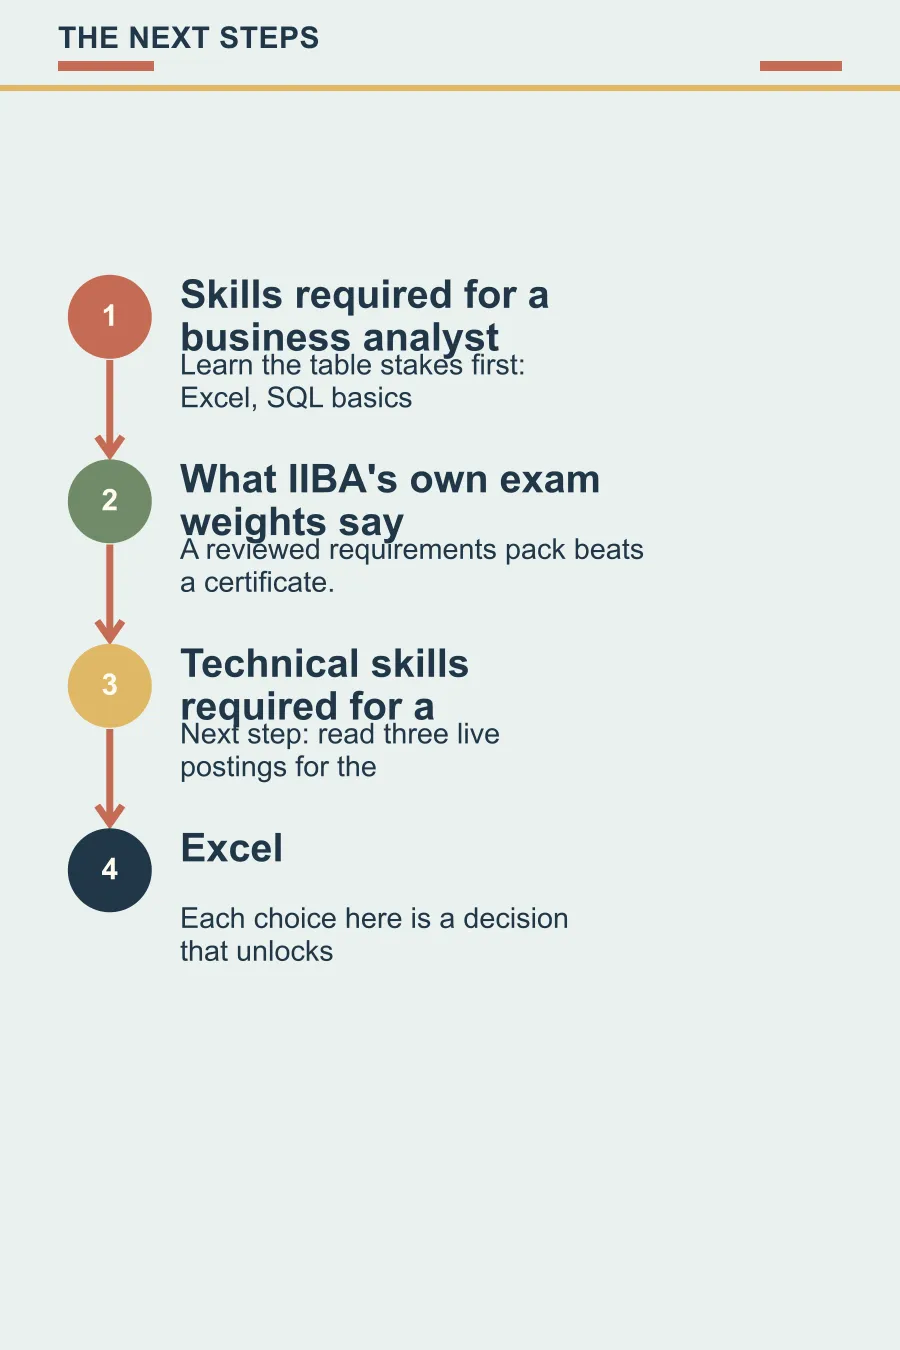 THE NEXT STEPS
1
Skills required for a
business analyst
Learn the table stakes first:
Excel, SQL basics
2
What IIBA's own exam
weights say
A reviewed requirements pack beats
a certificate.
3
Technical skills
required for a
Next step: read three live
postings for the
4
Excel
Each choice here is a decision
that unlocks